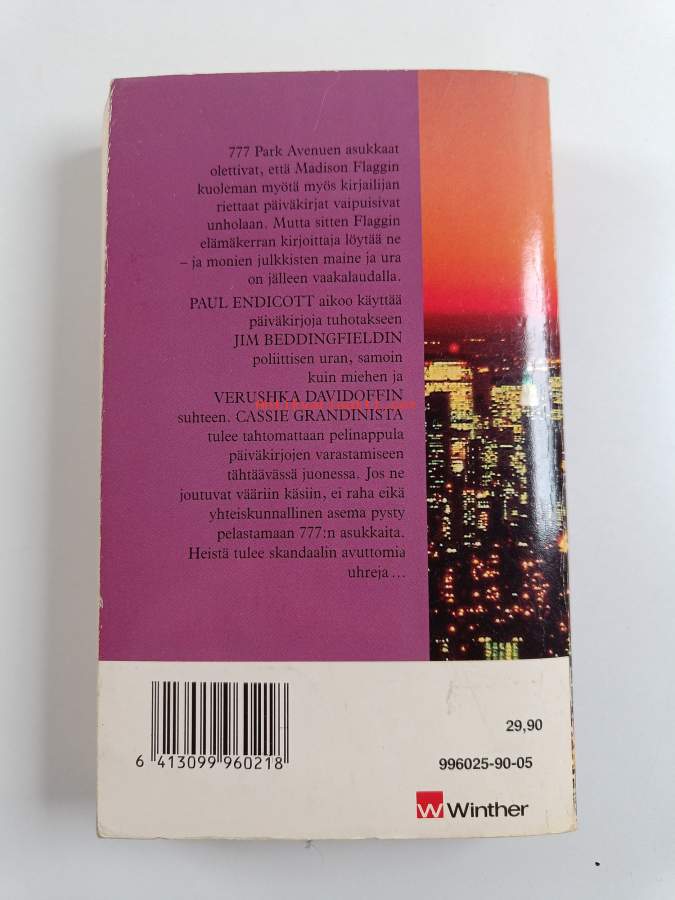 777 Park Avenuen asukkaat
olettivat, että Madison Flaggin
kuoleman myötä myös kirjailijan
riettaat päiväkirjat vaipuisivat
unholaan. Mutta sitten Flaggin
elämäkerran kirjoittaja löytää ne
– ja monien julkkisten maine ja ura
on jälleen vaakalaudalla.
PAUL ENDICOTT aikoo käyttää
päiväkirjoja tuhotakseen
JIM BEDDINGFIELDIN
poliittisen uran, samoin
kuin miehen ja
VERUSHKA DAVIDOFFIN
suhteen. CASSIE GRANDINISTA
tulee tahtomattaan pelinappula
päiväkirjojen varastamiseen
tähtäävässä juonessa. Jos ne
joutuvat vääriin käsiin, ei raha eikä
yhteiskunnallinen asema pysty
pelastamaan 777:n asukkaita.
Heistä tulee skandaalin avuttomia
uhreja...
6 413099 960218
29,90
996025-90-05
W Winther